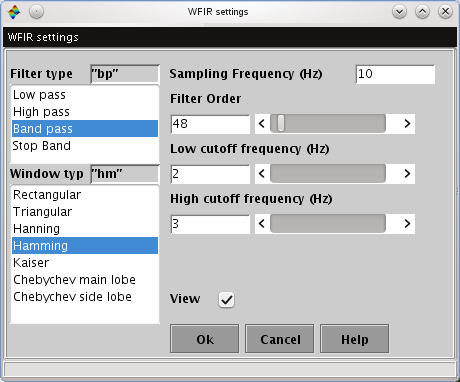 WFIR settings
WFIR settings
Filter type "bp"
Low pass
High pass
Band pass
Stop Band
Window typ "hm"
Rectangular
Triangular
Hanning
Hamming
Kaiser
Chebychev main lobe
Chebychev side lobe
Sampling Frequency (Hz) 10
Filter Order
48
Low cutoff frequency (Hz)
2
High cutoff frequency (Hz)
3
View
Ok Cancel Help